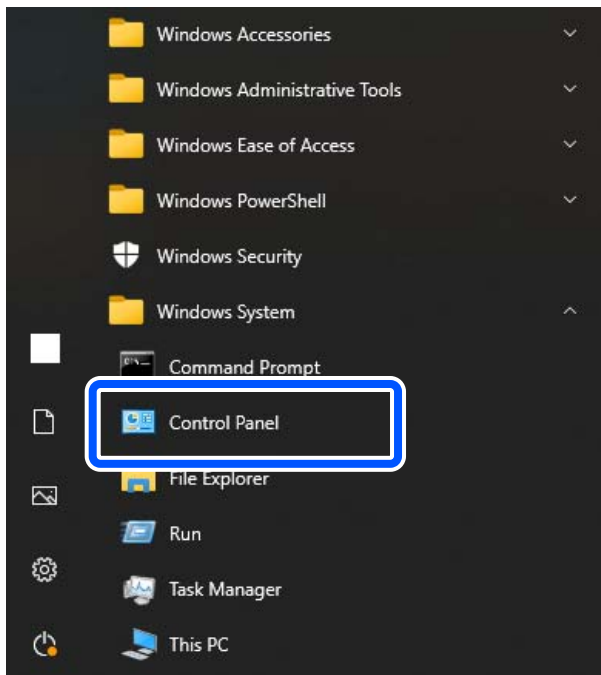 Windows Accessories
Windows Administrative Tools
Windows Ease of Access
Windows PowerShell
Windows Security
Windows System
Command Prompt
Control Panel
File Explorer
Run
Task Manager
This PC